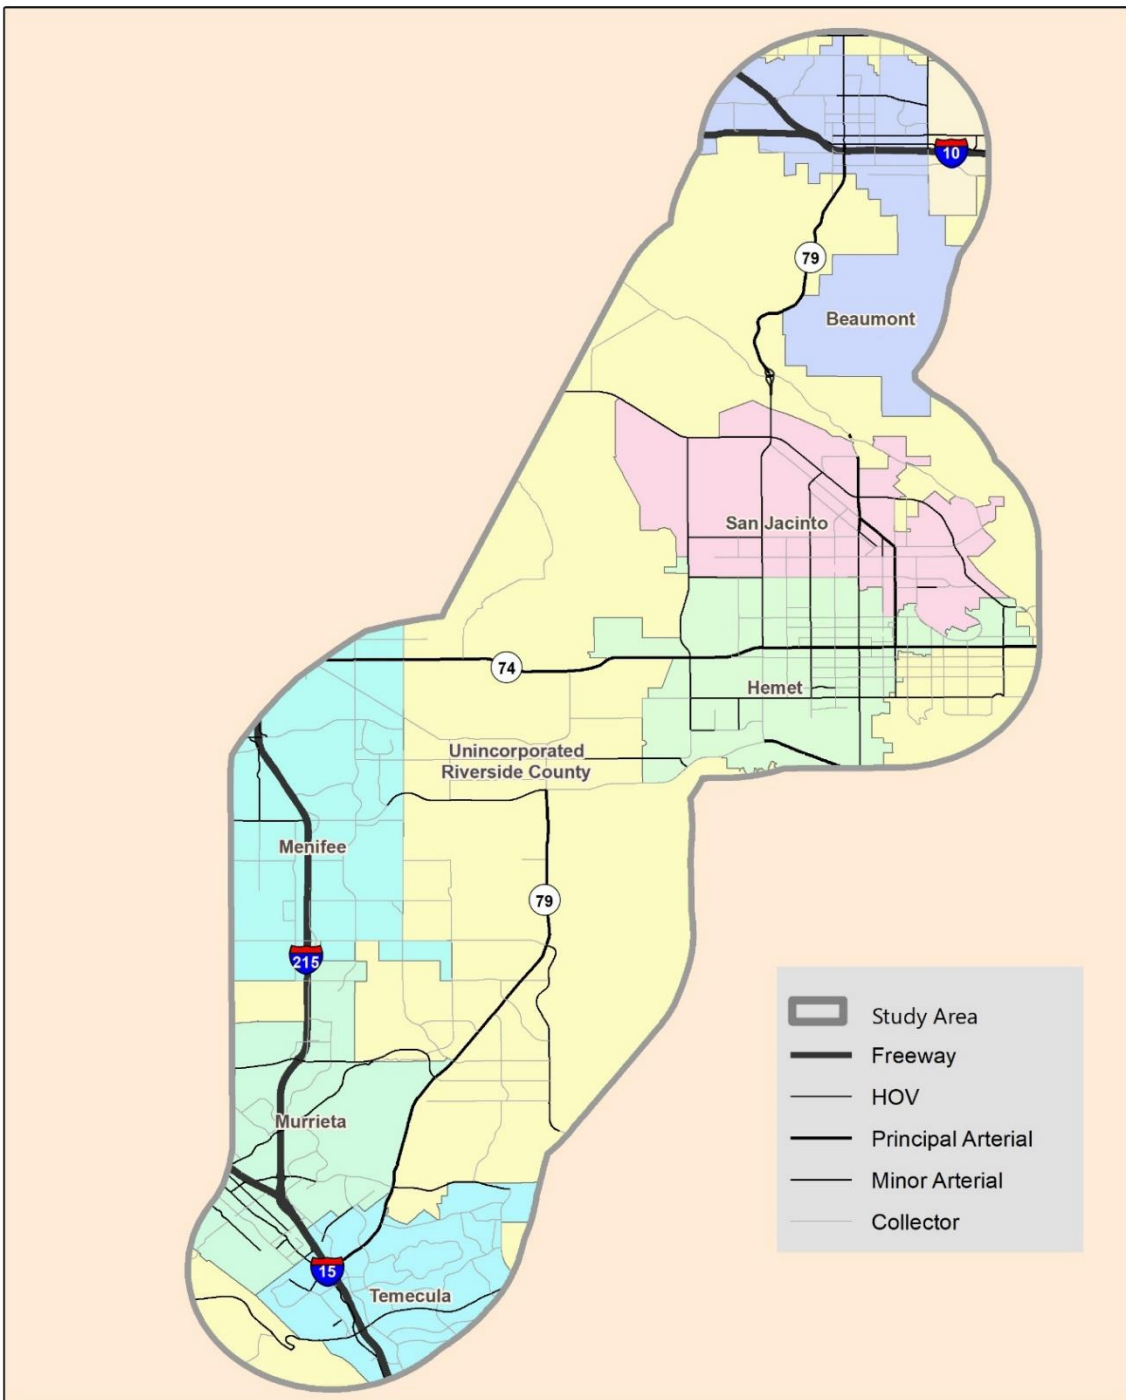 10
79
Beaumont
San Jacinto
74
Hemet
Unincorporated
Riverside County
Menifee
79
215
Murrieta
15
Temecula
Study Area
Freeway
HOV
Principal Arterial
Minor Arterial
Collector